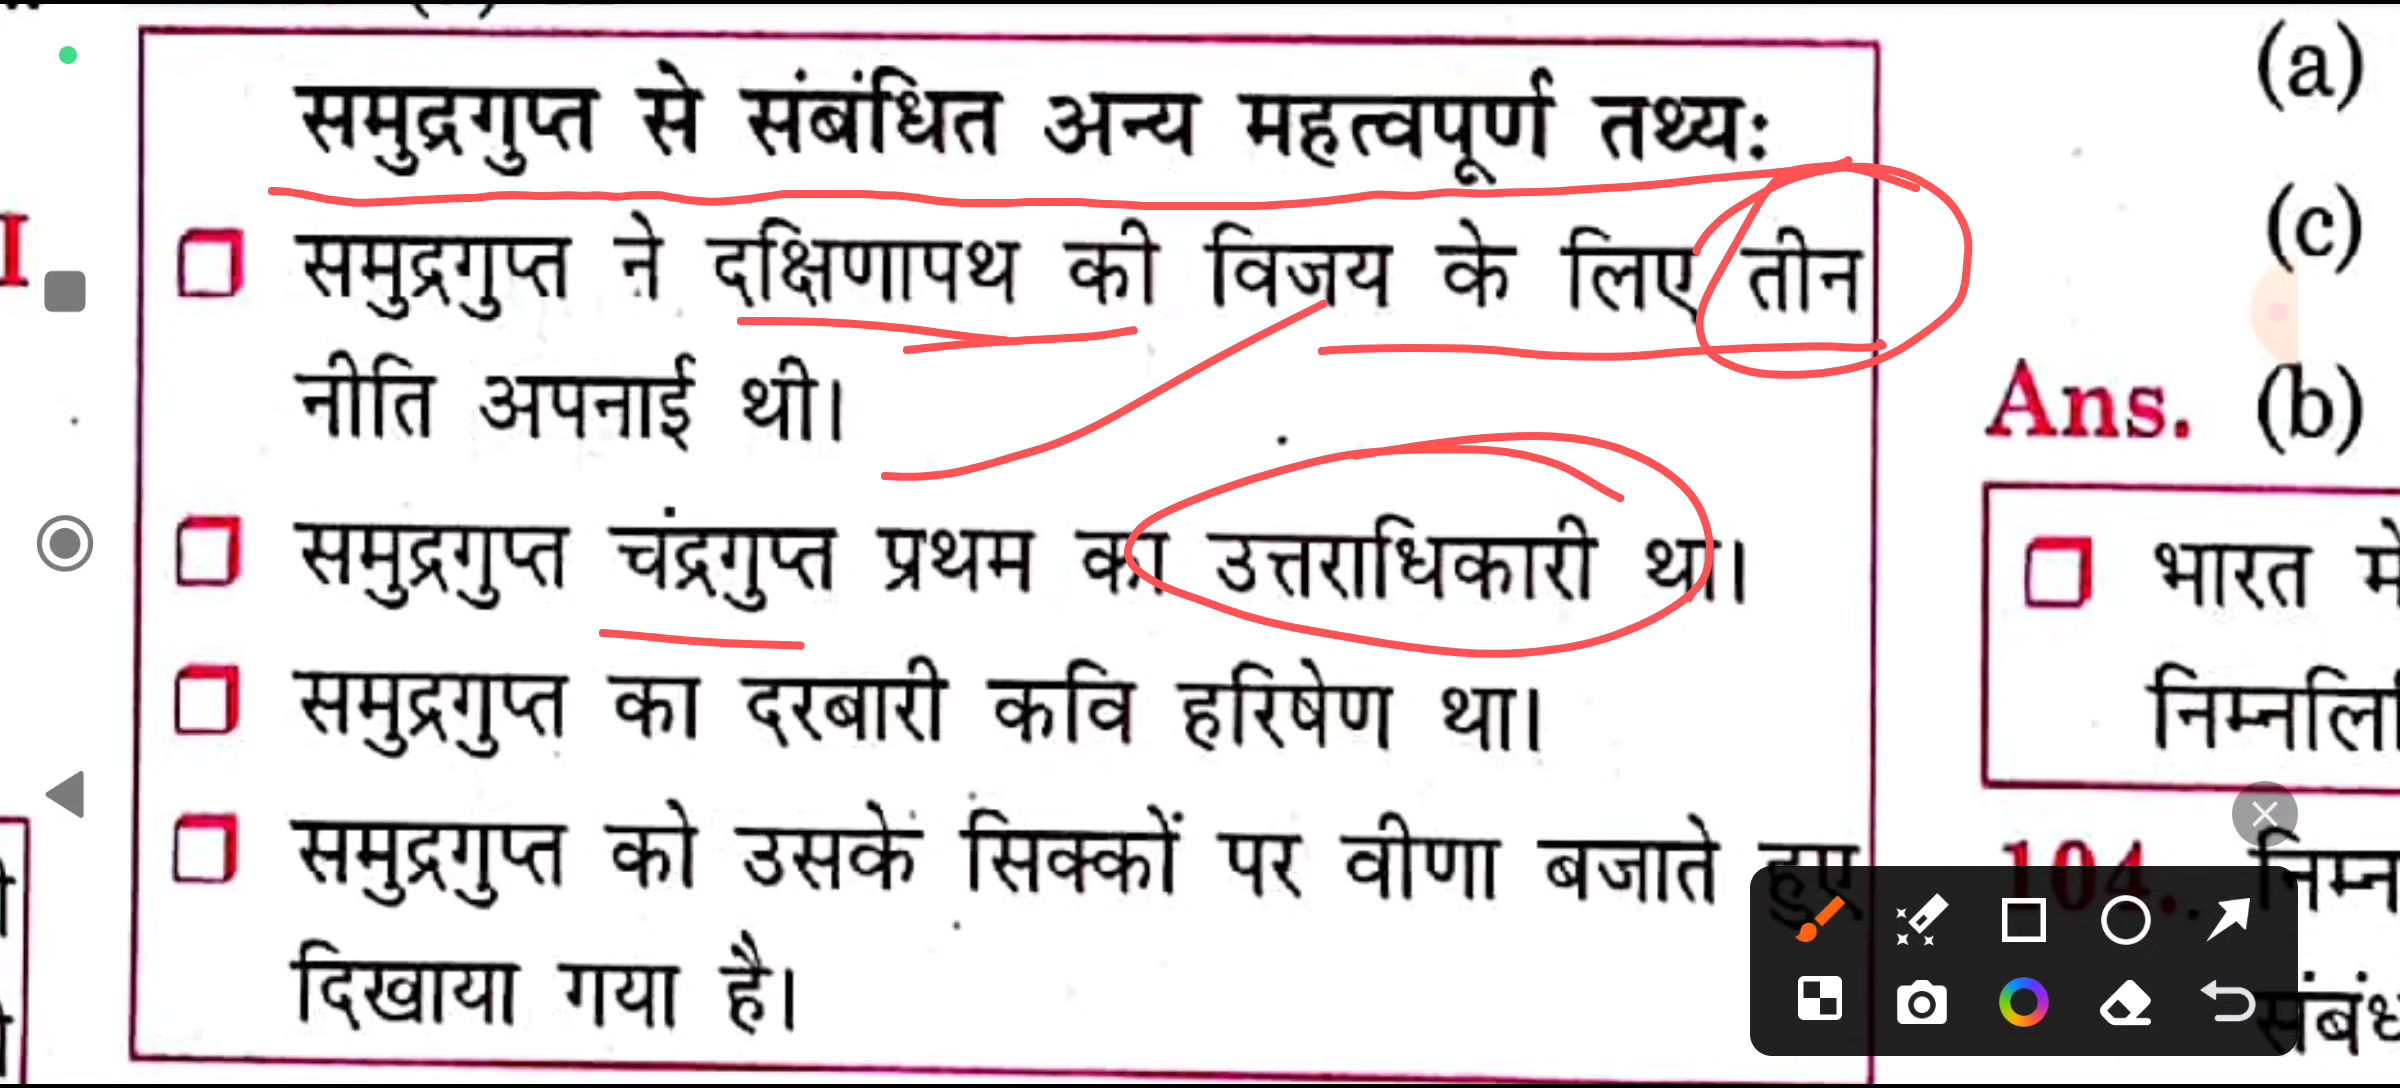 समुद्रगुप्त से संबंधित अन्य महत्वपूर्ण तथ्यः
समुद्रगुप्त ने दक्षिणापथ की विजय के लिए तीन
नीति अपनाई थी।
समुद्रगुप्त चंद्रगुप्त प्रथम का उत्तराधिकारी था।
समुद्रगुप्त का दरबारी कवि हरिषेण था।
समुद्रगुप्त को उसके सिक्कों पर वीणा बजाते हुए
दिखाया गया है।
(a)
(c)
Ans. (b)
भारत
104.